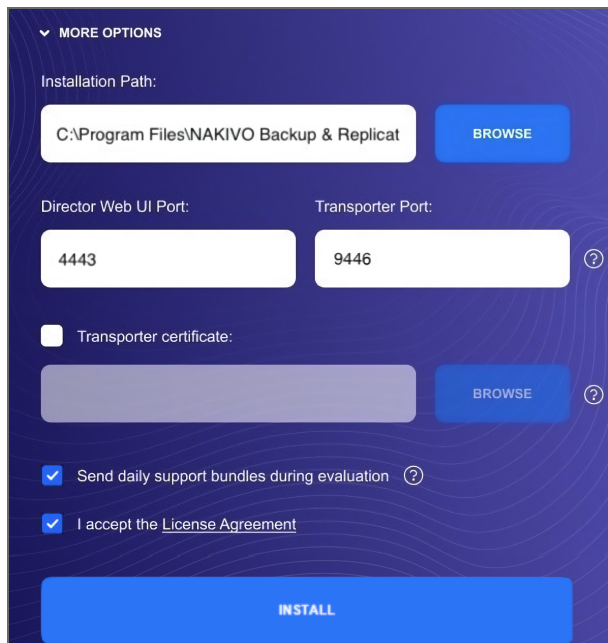 MORE OPTIONS
Installation Path:
C:\Program Files\NAKIVO Backup & Replicat
BROWSE
Director Web UI Port: Transporter Port:
4443 9446 ?
Transporter certificate:
BROWSE ?
Send daily support bundles during evaluation ?
I accept the License Agreement
INSTALL